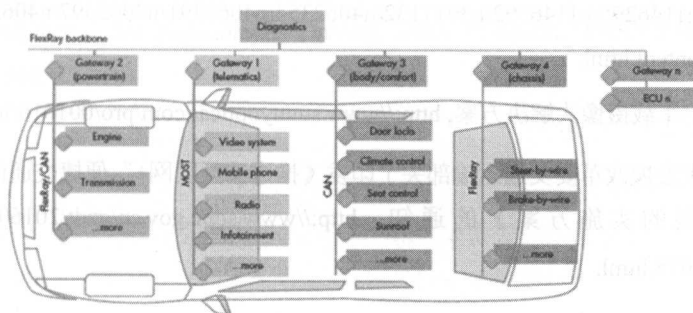 Diagnostics
FlexRay backbone
Gateway 2
(powertrain)
Gateway 1
(telematics)
Gateway 3
(body/comfort)
Gateway 4
(chassis)
Gateway n
ECU n
FlexRay/CAN
Engine
Transmission
...more
MOST
Video system
Mobile phone
Radio
Infotainment
...more
CAN
Door locks
Climate control
Seat control
Sunroof
...more
FlexRay
Steer-by-wire
Brake-by-wire
...more